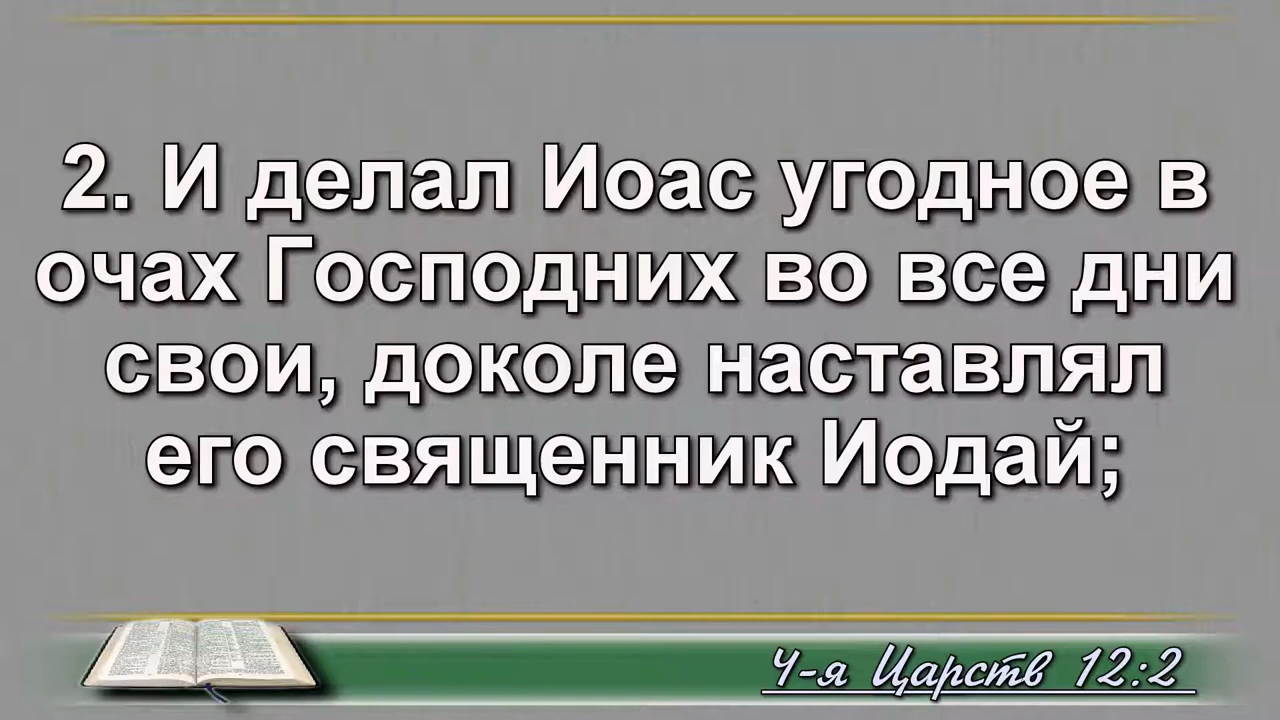 2. И делал Иоас угодное в
очах Господних во все дни
свои, доколе наставлял
его священник Иодай;
4-я Царств 12:2